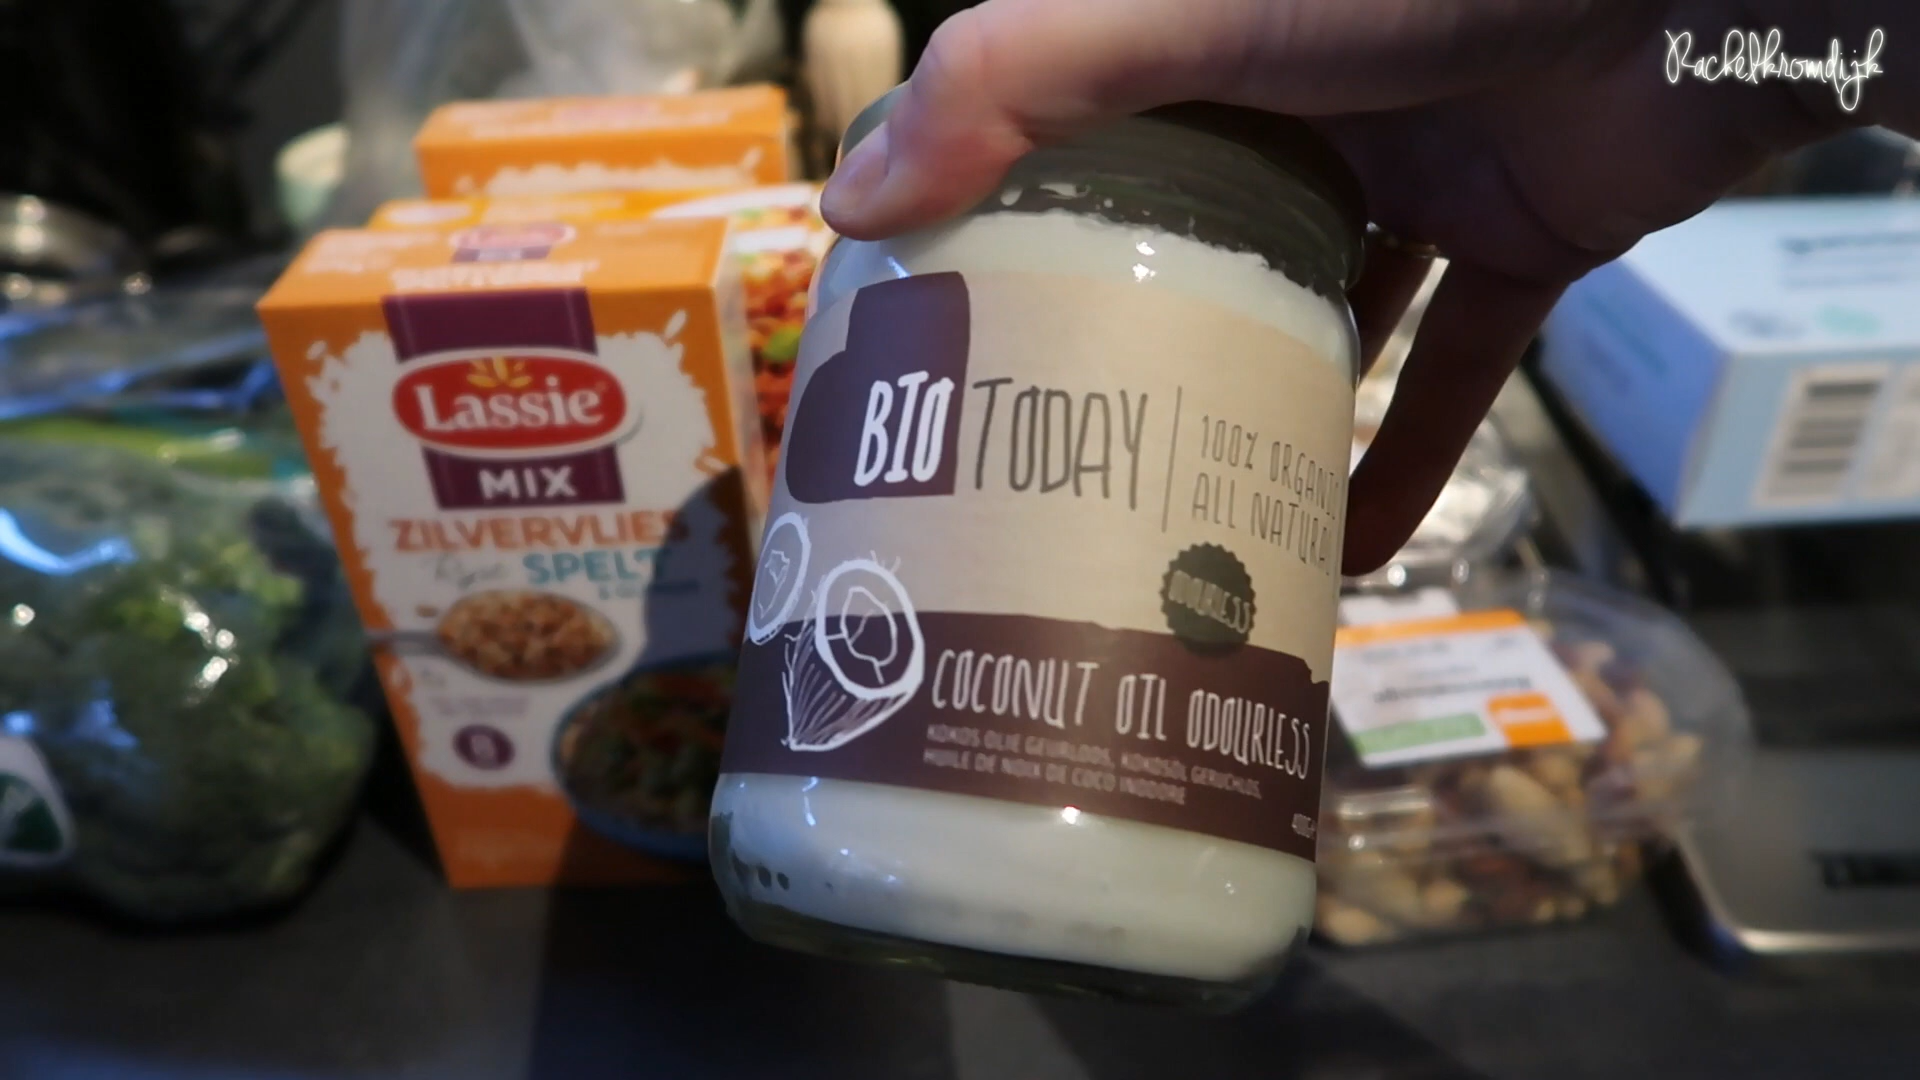 Rachelkromdijk
Lassie
MIX
ZILVERVLIES
SPELT
BIO TODAY
100% ORGANIC
ALL NATURAL
ODOURLESS
COCONUT OIL ODOURLESS
KOKOS OLIE GEURLOOS, KOKOSÖL GERUCHLOS,
HUILE DE NOIX DE COCO INODORE